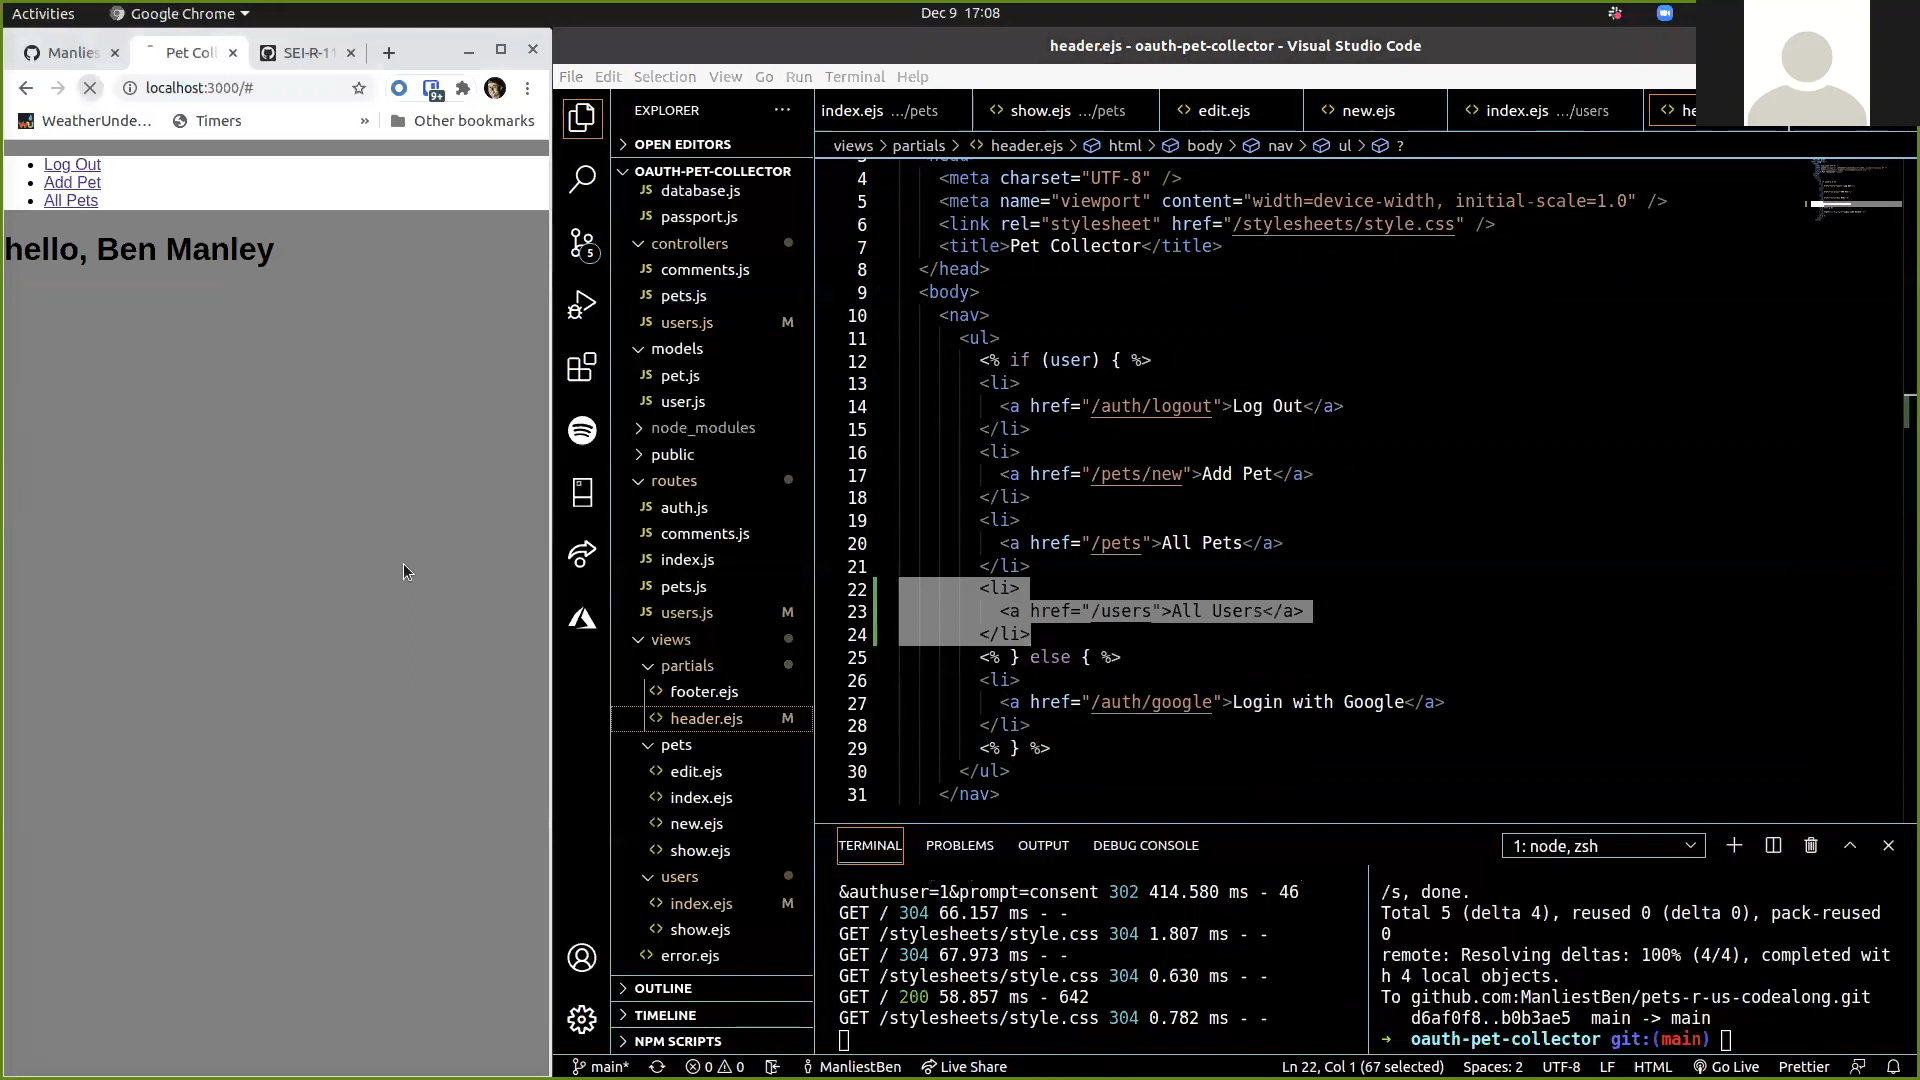 Activities
Google Chrome
Dec 9 17:08
Manlies
Pet Coll
SEI-R-11
localhost:3000/#
9+
WeatherUnde...
Timers
»
Other bookmarks
Log Out
Add Pet
All Pets
hello, Ben Manley
header.ejs - oauth-pet-collector - Visual Studio Code
File Edit Selection View Go Run Terminal Help
EXPLORER
OPEN EDITORS
OAUTH-PET-COLLECTOR
database.js
passport.js
controllers
comments.js
pets.js
users.js M
models
pet.js
user.js
node_modules
public
routes
auth.js
comments.js
index.js
pets.js
users.js M
views
partials
footer.ejs
header.ejs M
pets
edit.ejs
index.ejs
new.ejs
show.ejs
users
index.ejs M
show.ejs
error.ejs
OUTLINE
TIMELINE
NPM SCRIPTS
5
index.ejs .../pets
show.ejs .../pets
edit.ejs
new.ejs
index.ejs .../users
he
views > partials > header.ejs > html > body > nav > ul > ?
4 <meta charset="UTF-8" />
5 <meta name="viewport" content="width=device-width, initial-scale=1.0" />
6 <link rel="stylesheet" href="/stylesheets/style.css" />
7 <title>Pet Collector</title>
8 </head>
9 <body>
10 <nav>
11 <ul>
12 <% if (user) { %>
13 <li>
14 <a href="/auth/logout">Log Out</a>
15 </li>
16 <li>
17 <a href="/pets/new">Add Pet</a>
18 </li>
19 <li>
20 <a href="/pets">All Pets</a>
21 </li>
22 <li>
23 <a href="/users">All Users</a>
24 </li>
25 <% } else { %>
26 <li>
27 <a href="/auth/google">Login with Google</a>
28 </li>
29 <% } %>
30 </ul>
31 </nav>
TERMINAL PROBLEMS OUTPUT DEBUG CONSOLE
1: node, zsh
&authuser=1&prompt=consent 302 414.580 ms - 46
GET / 304 66.157 ms - -
GET /stylesheets/style.css 304 1.807 ms - -
GET / 304 67.973 ms - -
GET /stylesheets/style.css 304 0.630 ms - -
GET / 200 58.857 ms - 642
GET /stylesheets/style.css 304 0.782 ms - -
/s, done.
Total 5 (delta 4), reused 0 (delta 0), pack-reused
0
remote: Resolving deltas: 100% (4/4), completed wit
h 4 local objects.
To github.com:ManliestBen/pets-r-us-codealong.git
d6af0f8..b0b3ae5 main -> main
→ oauth-pet-collector git:(main)
main*
0 0
ManliestBen
Live Share
Ln 22, Col 1 (67 selected)
Spaces: 2
UTF-8
LF
HTML
Go Live
Prettier